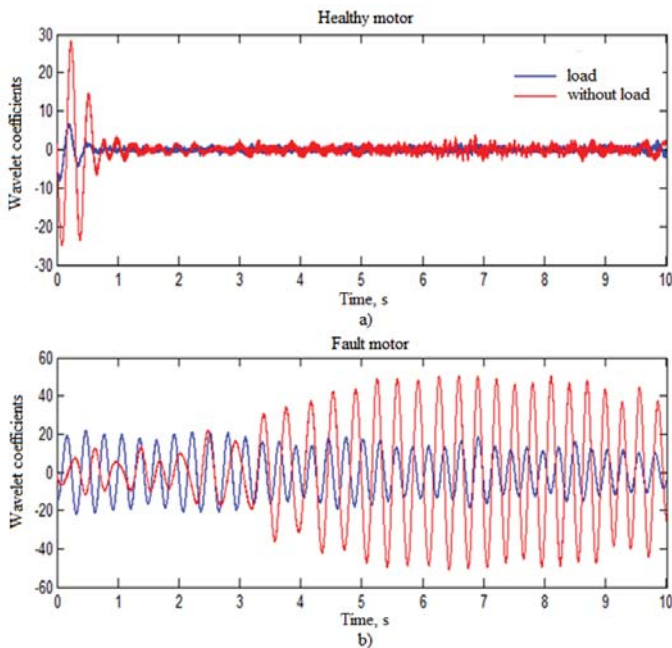 Healthy motor
30
20
10
0
-10
-20
-30
Wavelet coefficients
load
without load
0 1 2 3 4 5 6 7 8 9 10
Time, s
a)
Fault motor
60
40
20
0
-20
-40
-60
Wavelet coefficients
0 1 2 3 4 5 6 7 8 9 10
Time, s
b)